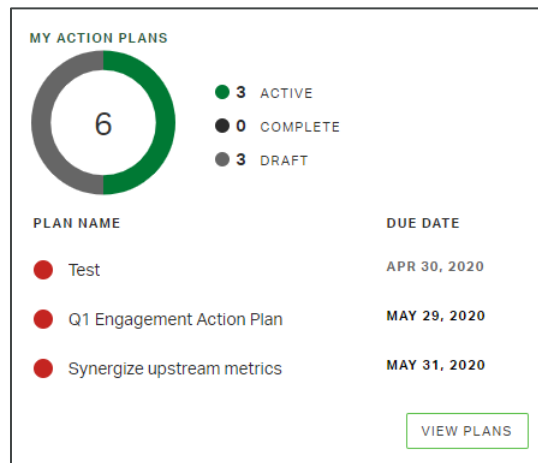 MY ACTION PLANS
6
3 ACTIVE
0 COMPLETE
3 DRAFT
PLAN NAME DUE DATE
Test APR 30, 2020
Q1 Engagement Action Plan MAY 29, 2020
Synergize upstream metrics MAY 31, 2020
VIEW PLANS